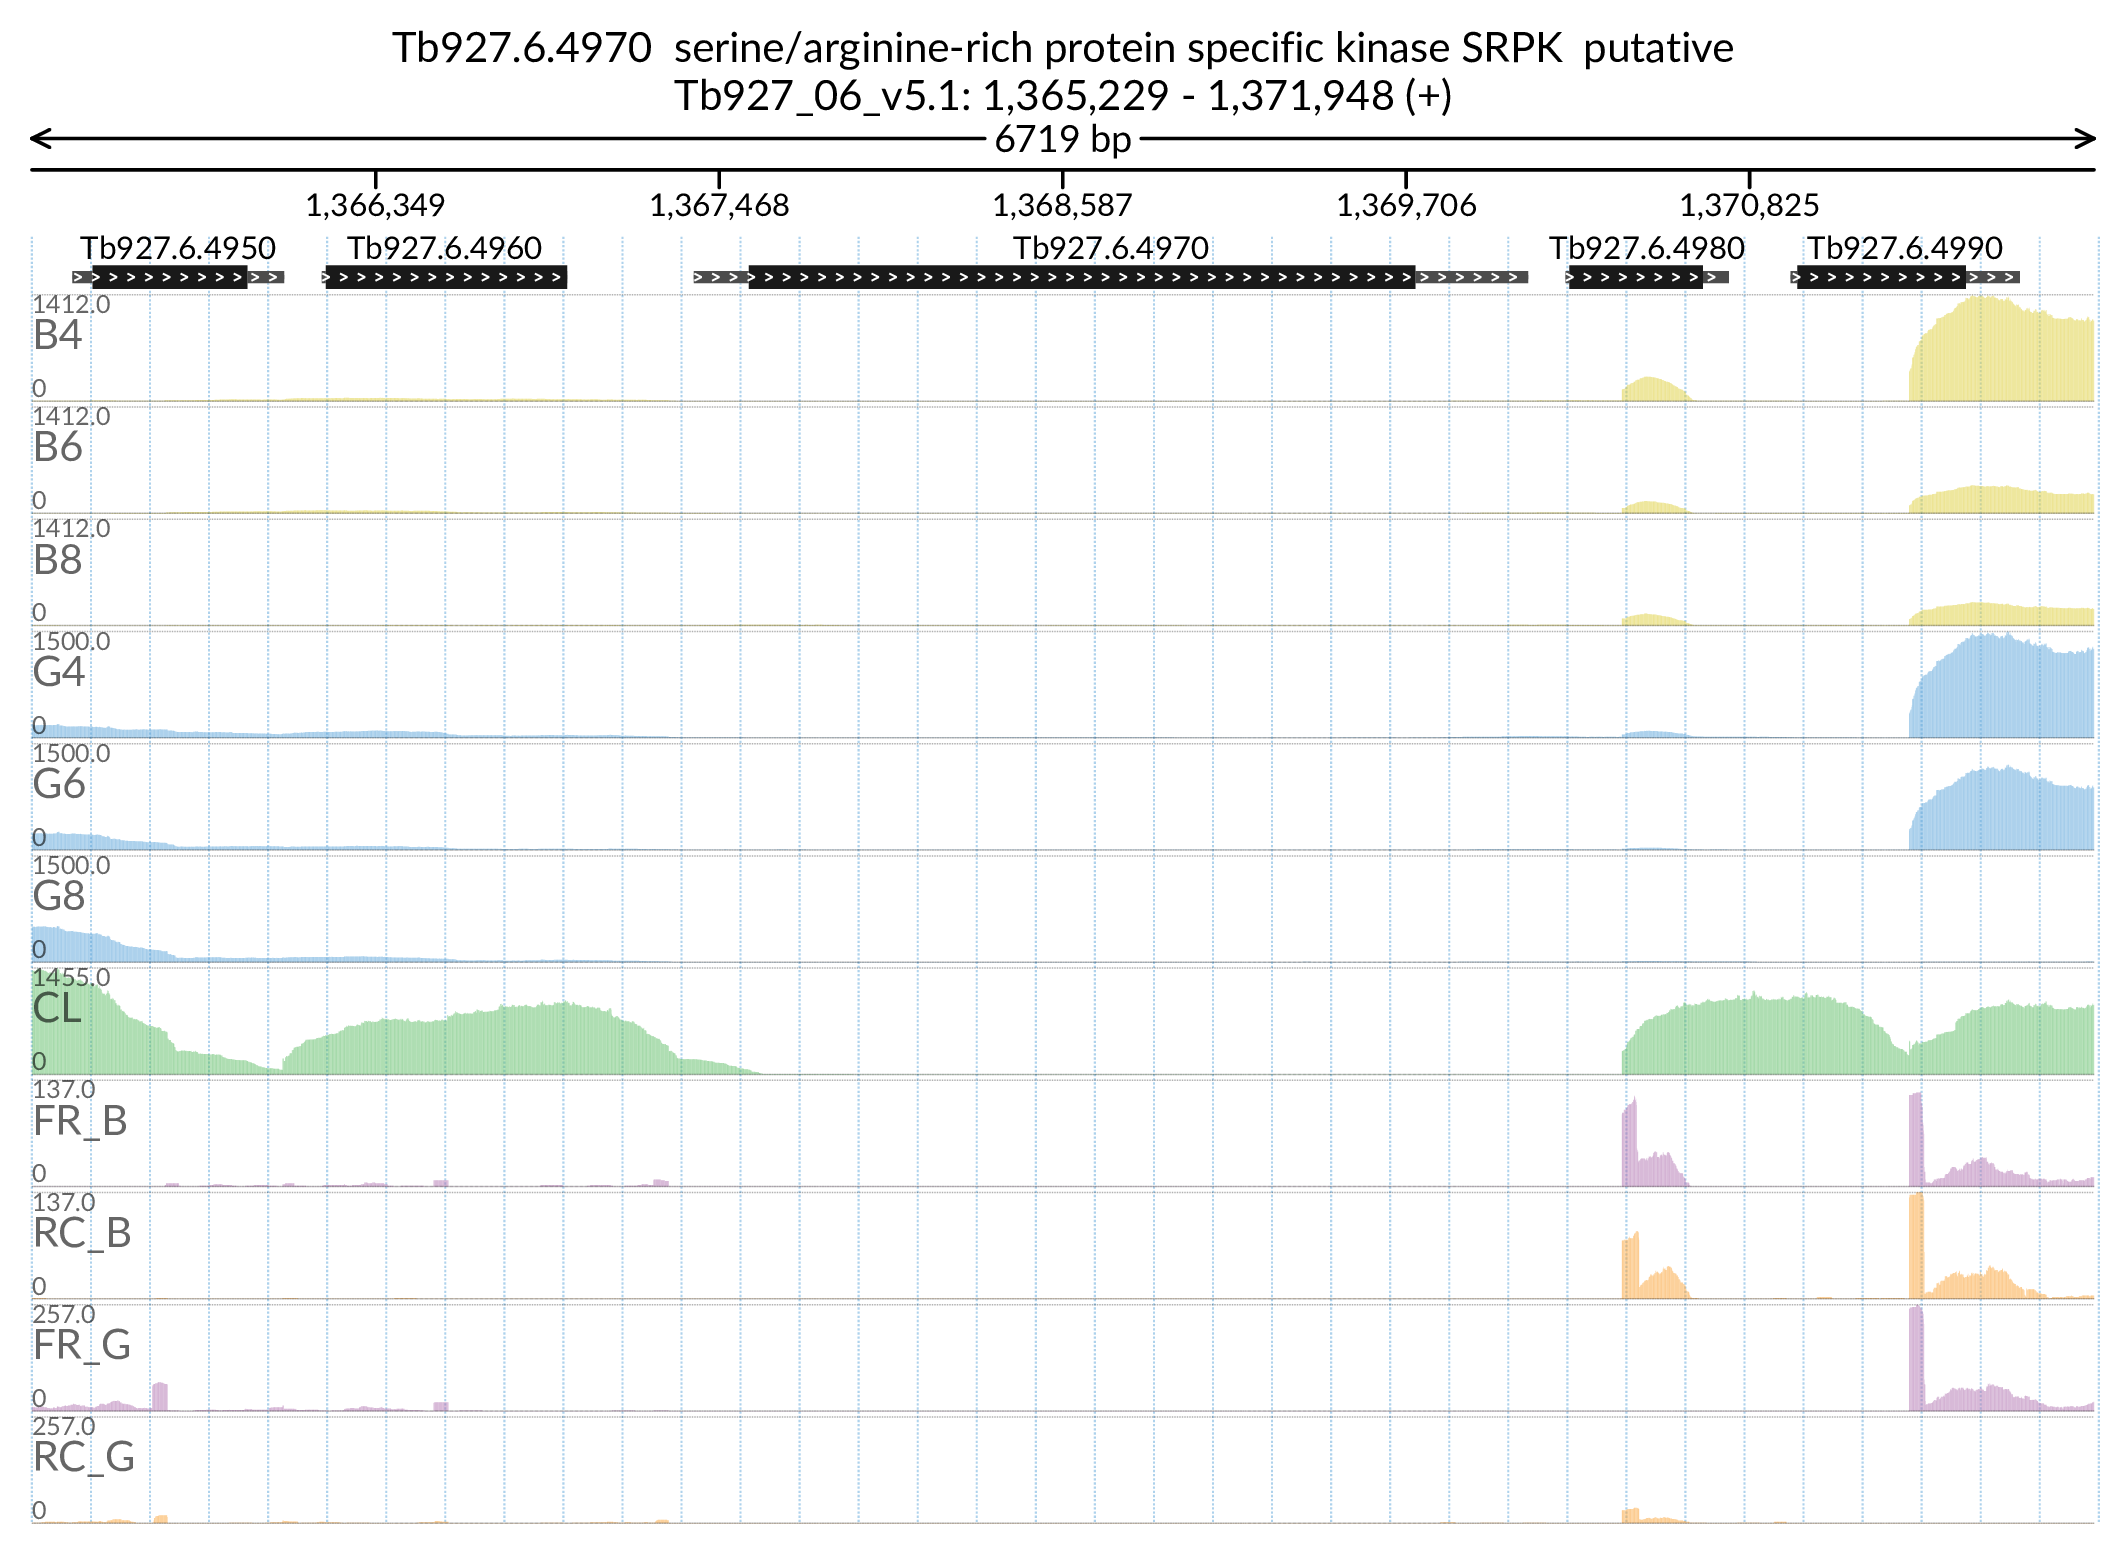 Tb927.6.4970 serine/arginine-rich protein specific kinase SRPK putative
Tb927_06_v5.1: 1,365,229 - 1,371,948 (+)
6719 bp
1,366,349 1,367,468 1,368,587 1,369,706 1,370,825
Tb927.6.4950 Tb927.6.4960 Tb927.6.4970 Tb927.6.4980 Tb927.6.4990
1412.0
B4
0
1412.0
B6
0
1412.0
B8
0
1500.0
G4
0
1500.0
G6
0
1500.0
G8
0
1455.0
CL
0
137.0
FR_B
0
137.0
RC_B
0
257.0
FR_G
0
257.0
RC_G
0